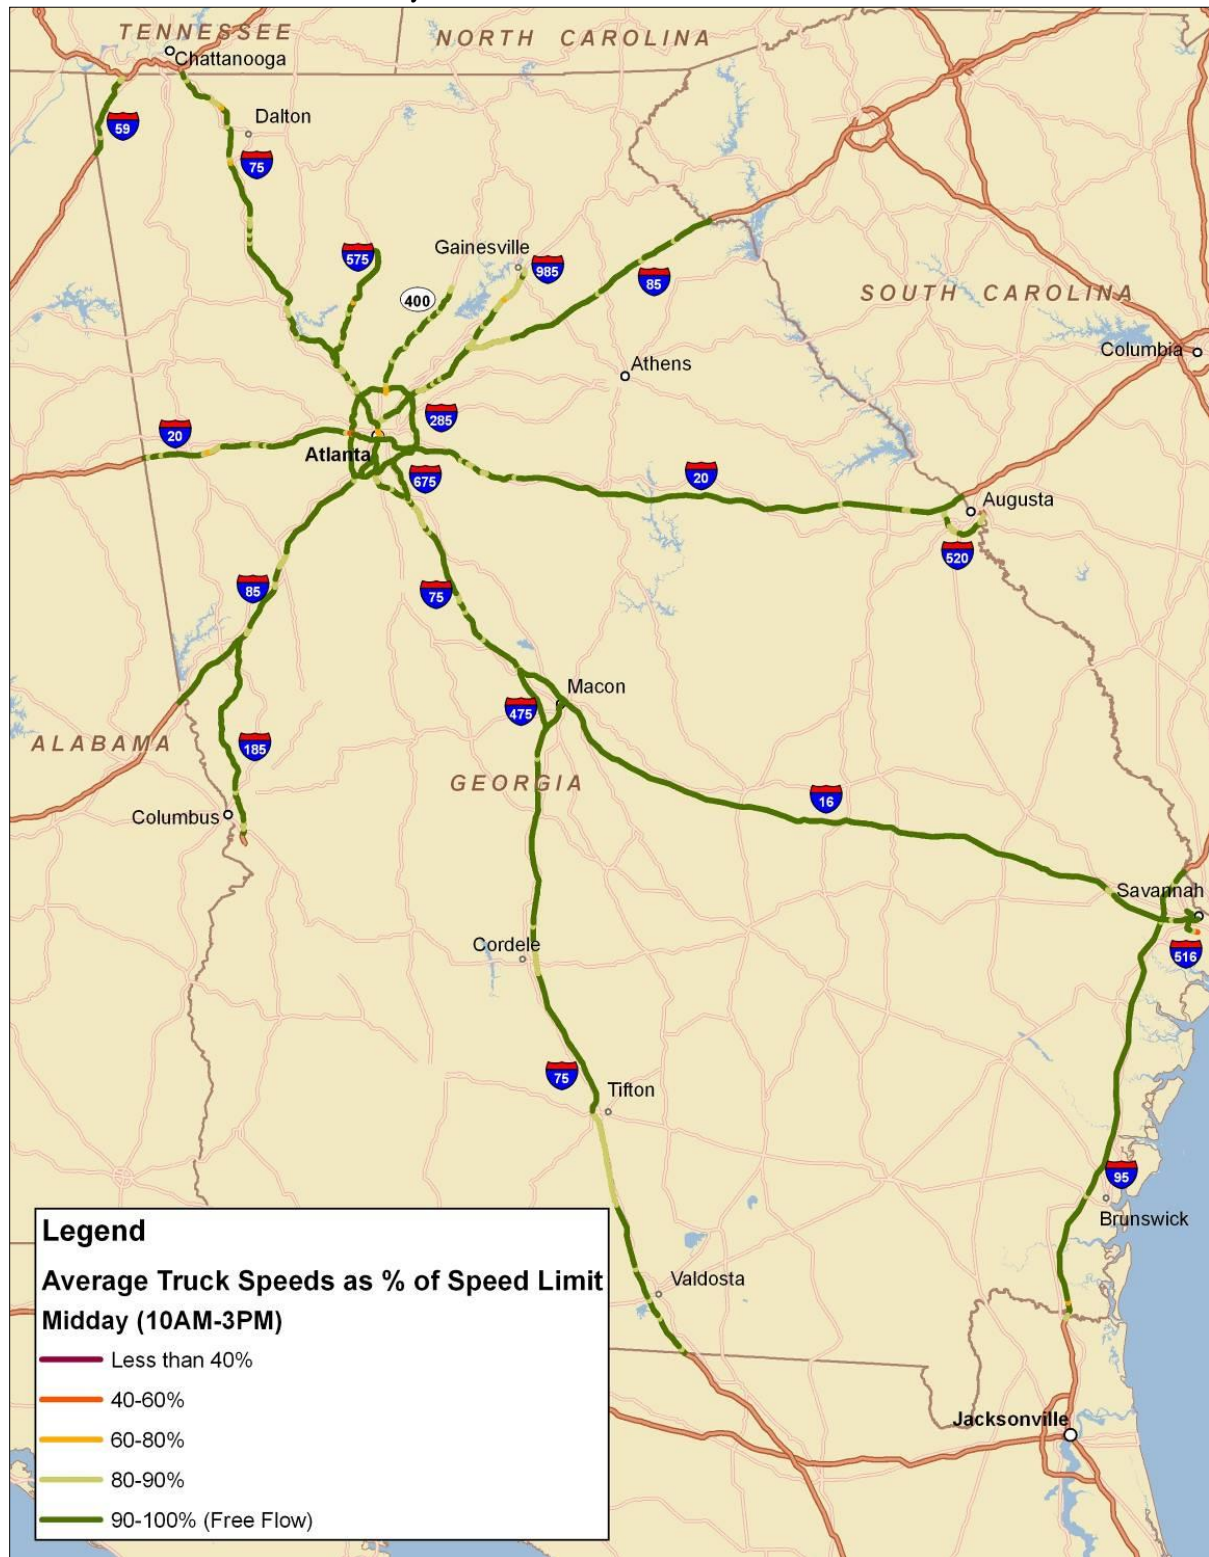 TENNESSEE
NORTH CAROLINA
Chattanooga
59
Dalton
75
575
Gainesville
985
400
85
SOUTH CAROLINA
Columbia
Athens
285
20
Atlanta
675
20
Augusta
520
85
75
Macon
475
ALABAMA
185
GEORGIA
16
Columbus
Savannah
Cordele
516
75
Tifton
95
Brunswick
Valdosta
Jacksonville
Legend
Average Truck Speeds as % of Speed Limit
Midday (10AM-3PM)
Less than 40%
40-60%
60-80%
80-90%
90-100% (Free Flow)